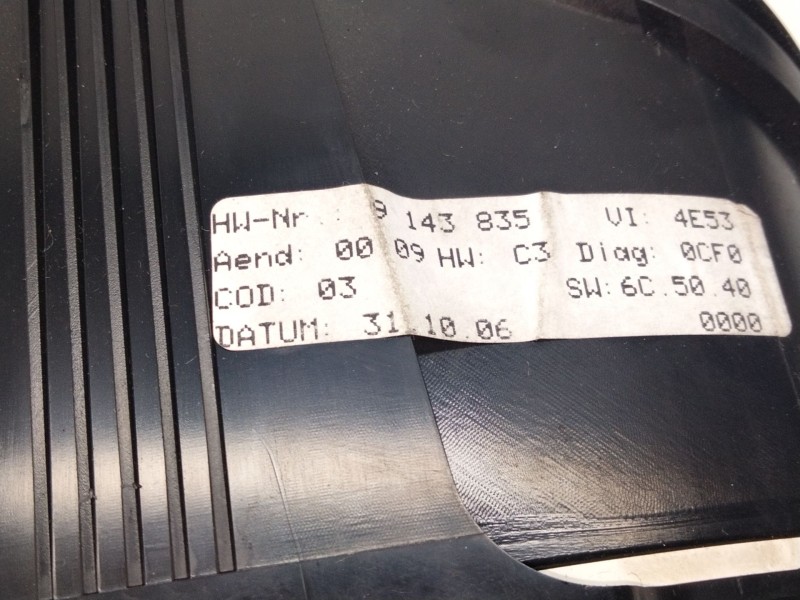 HW-Nr .: 9 143 835 VI: 4E53
Aend: 00 09 HW: C3 Diag: 0CF0
COD: 03 SW: 6C.50.40
DATUM: 31.10.06 0000